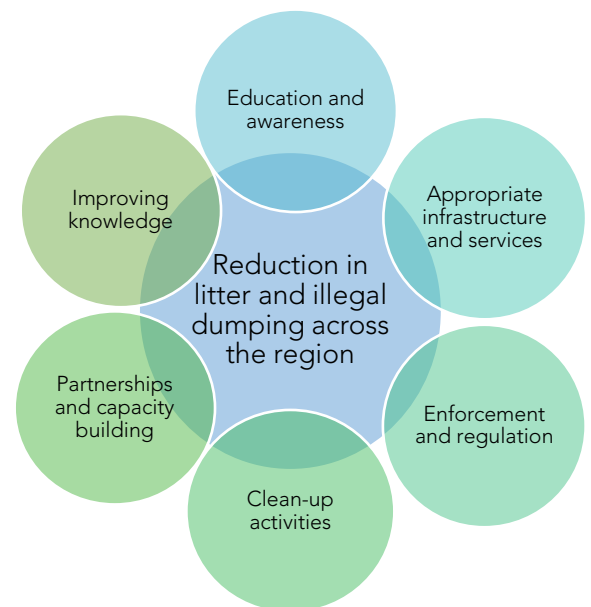 Education and
awareness
Appropriate
infrastructure
and services
Enforcement
and regulation
Clean-up
activities
Partnerships
and capacity
building
Improving
knowledge
Reduction in
litter and illegal
dumping across
the region